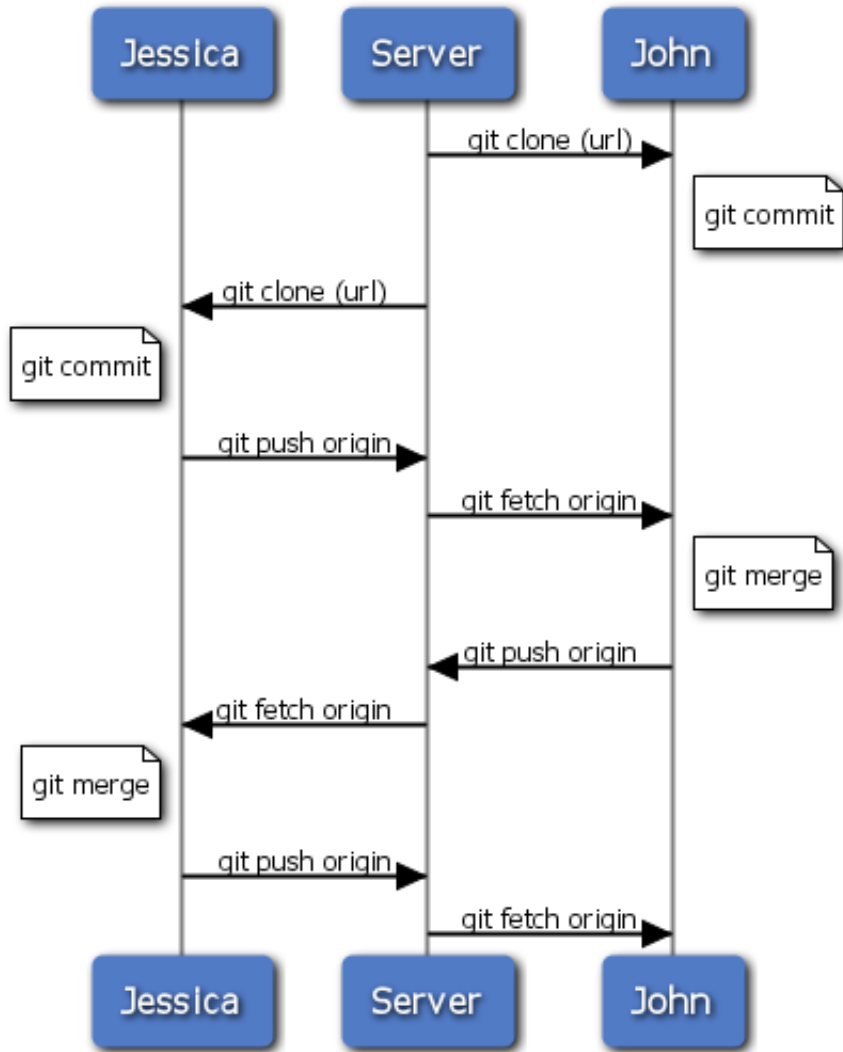 Jessica
Server
John
git clone (url)
git commit
git clone (url)
git commit
git push origin
git fetch origin
git merge
git push origin
git fetch origin
git merge
git push origin
git fetch origin
Jessica
Server
John